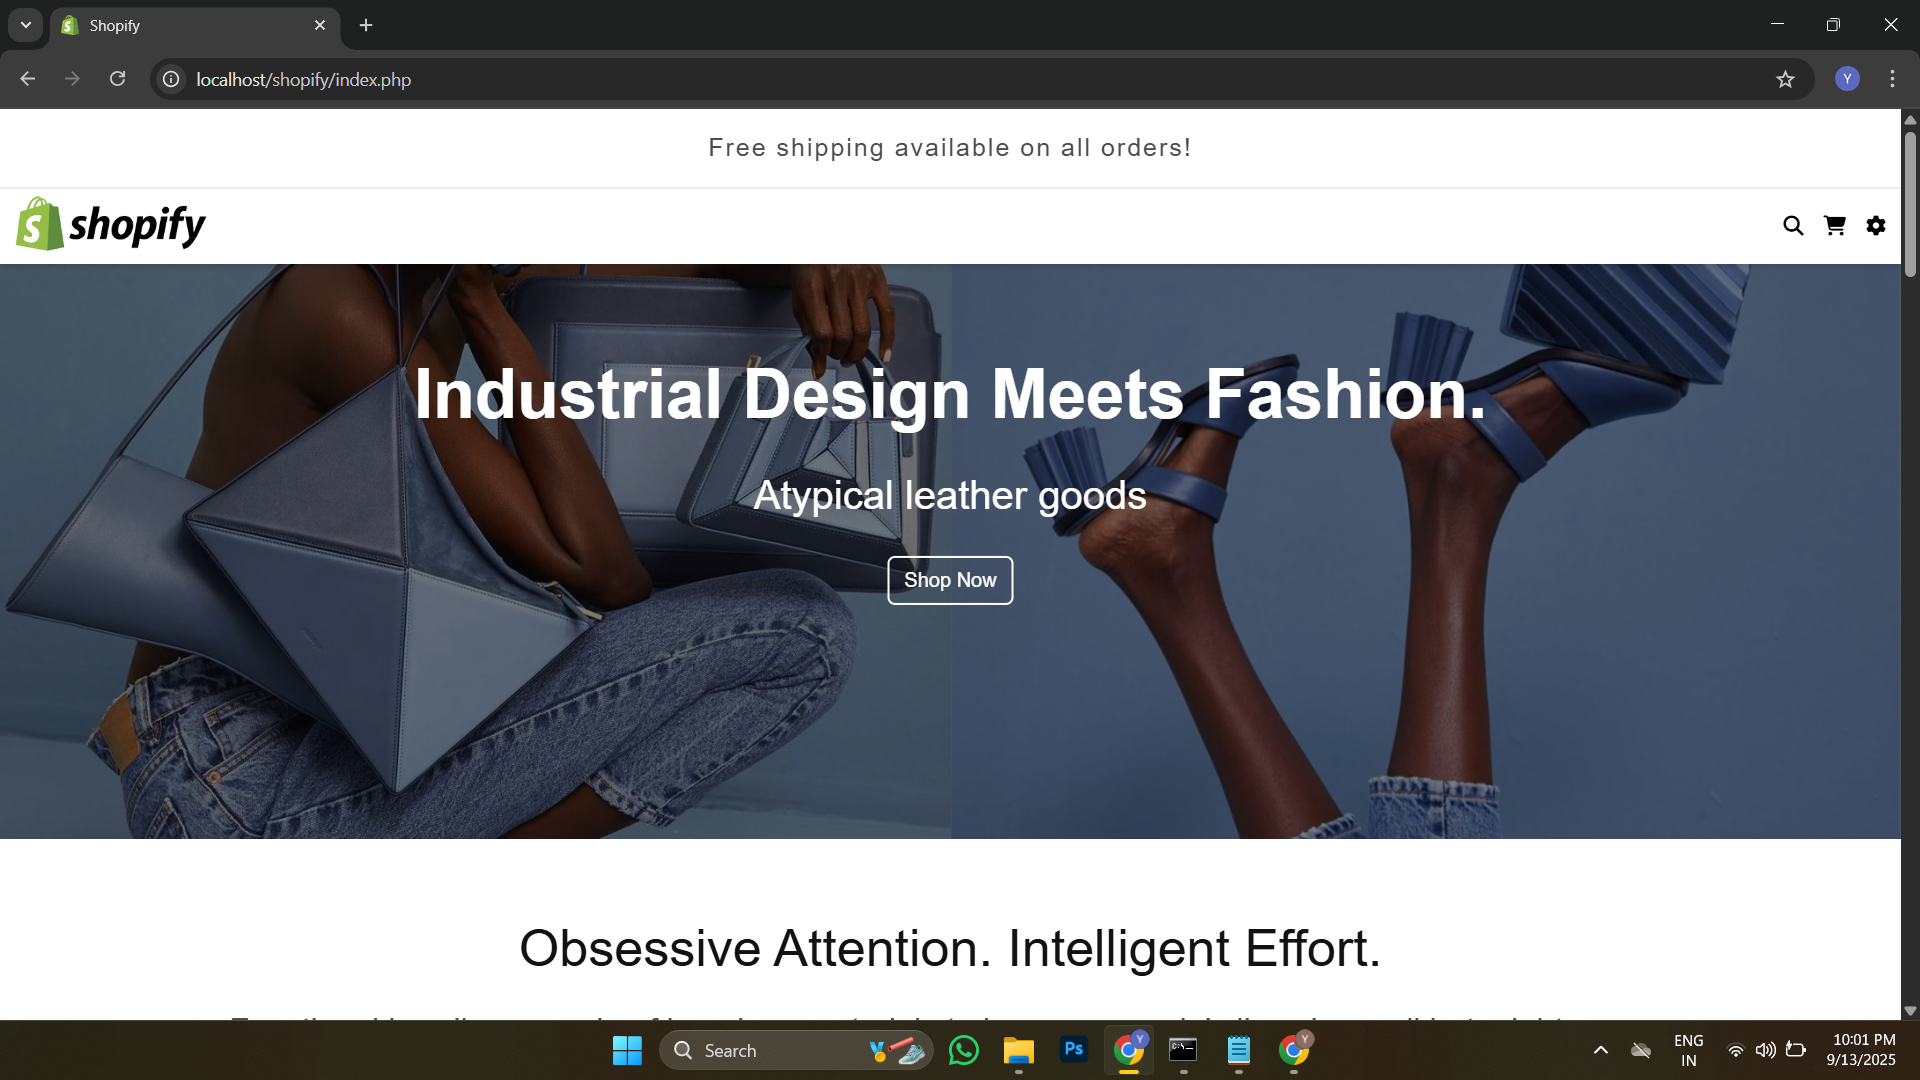 Shopify
localhost/shopify/index.php
Y
Free shipping available on all orders!
shopify
Industrial Design Meets Fashion.
Atypical leather goods
Shop Now
Obsessive Attention. Intelligent Effort.
Search
Ps
Y
Y
ENG
IN
10:01 PM
9/13/2025